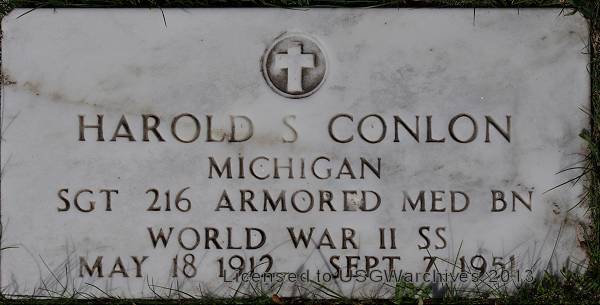 HAROLD S CONLON
MICHIGAN
SGT 216 ARMORED MED BN
WORLD WAR II SS
MAY 18 1912 SEPT 7 1951
Licensed to USGWarchives 2013